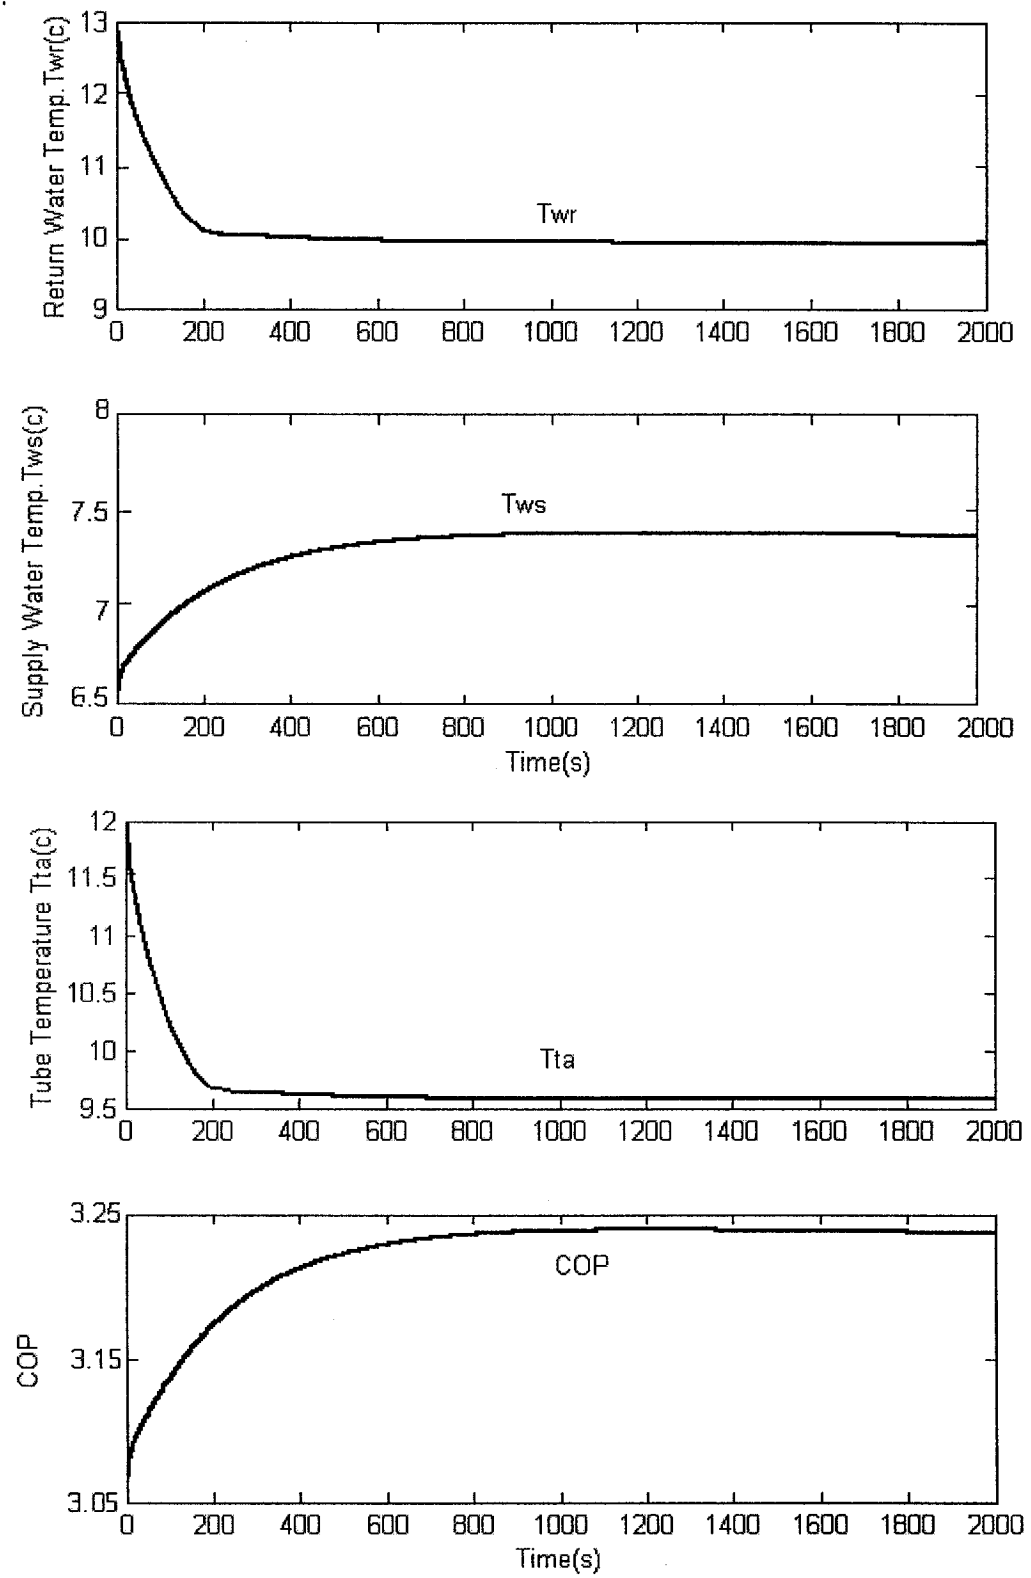 Return Water Temp.Twr(c)
13
12
11
10
9
Twr
0 200 400 600 800 1000 1200 1400 1600 1800 2000
Supply Water Temp.Tws(c)
8
7.5
7
6.5
Tws
0 200 400 600 800 1000 1200 1400 1600 1800 2000
Time(s)
Tube Temperature Tta(c)
12
11.5
11
10.5
10
9.5
Tta
0 200 400 600 800 1000 1200 1400 1600 1800 2000
COP
3.25
3.15
3.05
COP
0 200 400 600 800 1000 1200 1400 1600 1800 2000
Time(s)